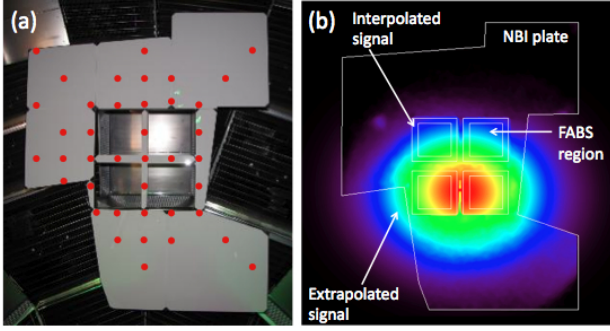 (a)
(b)
Interpolated
signal
NBI plate
FABS
region
Extrapolated
signal